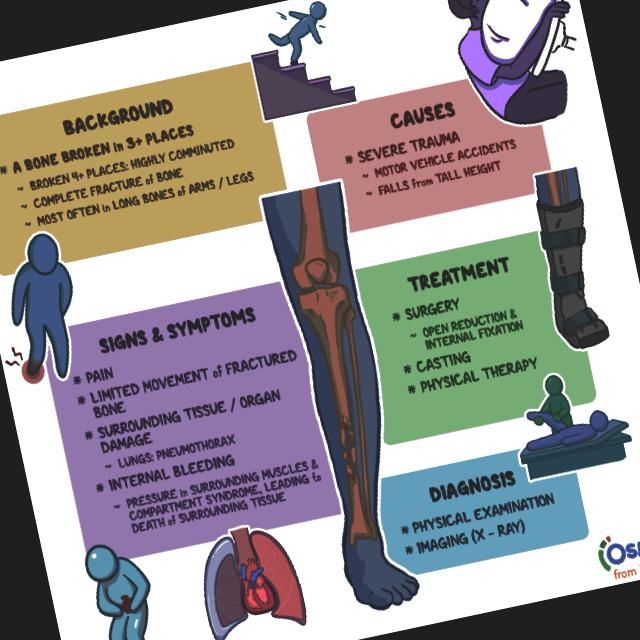 BACKGROUND
* A BONE BROKEN in 3+ PLACES
~ BROKEN 4+ PLACES: HIGHLY COMMINUTED
~ COMPLETE FRACTURE of BONE
~ MOST OFTEN in LONG BONES of ARMS / LEGS
CAUSES
* SEVERE TRAUMA
~ MOTOR VEHICLE ACCIDENTS
~ FALLS from TALL HEIGHT
SIGNS & SYMPTOMS
* PAIN
* LIMITED MOVEMENT of FRACTURED
BONE
* SURROUNDING TISSUE / ORGAN
DAMAGE
~ LUNGS: PNEUMOTHORAX
* INTERNAL BLEEDING
~ PRESSURE in SURROUNDING MUSCLES &
COMPARTMENT SYNDROME, LEADING to
DEATH of SURROUNDING TISSUE
TREATMENT
* SURGERY
~ OPEN REDUCTION &
INTERNAL FIXATION
* CASTING
* PHYSICAL THERAPY
DIAGNOSIS
* PHYSICAL EXAMINATION
* IMAGING (X - RAY)
from